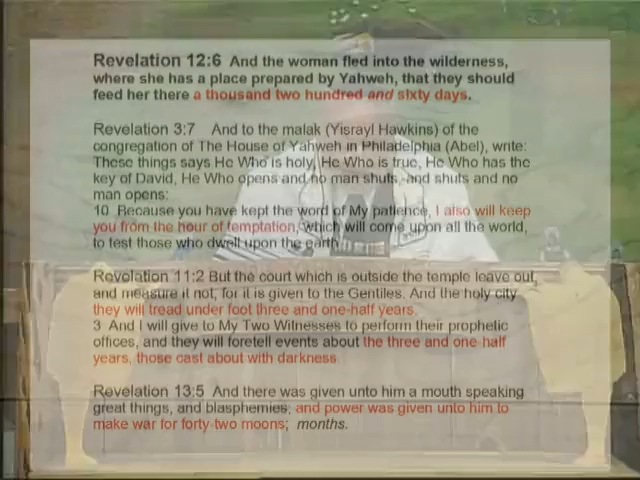 Revelation 12:6 And the woman fled into the wilderness,
where she has a place prepared by Yahweh, that they should
feed her there a thousand two hundred and sixty days.
Revelation 3:7 And to the malak (Yisrayl Hawkins) of the
congregation of The House of Yahweh in Philadelphia (Abel), write:
These things says He Who is holy, He Who is true, He Who has the
key of David, He Who opens and no man shuts, and shuts and no
man opens:
10 Because you have kept the word of My patience, I also will keep
you from the hour of temptation, which will come upon all the world,
to test those who dwell upon the earth
Revelation 11:2 But the court which is outside the temple leave out,
and measure it not, for it is given to the Gentiles. And the holy city
they will tread under foot three and one-half years.
3 And I will give to My Two Witnesses to perform their prophetic
offices, and they will foretell events about the three and one-half
years, those cast about with darkness
Revelation 13:5 And there was given unto him a mouth speaking
great things, and blasphemies; and power was given unto him to
make war for forty-two moons; months.